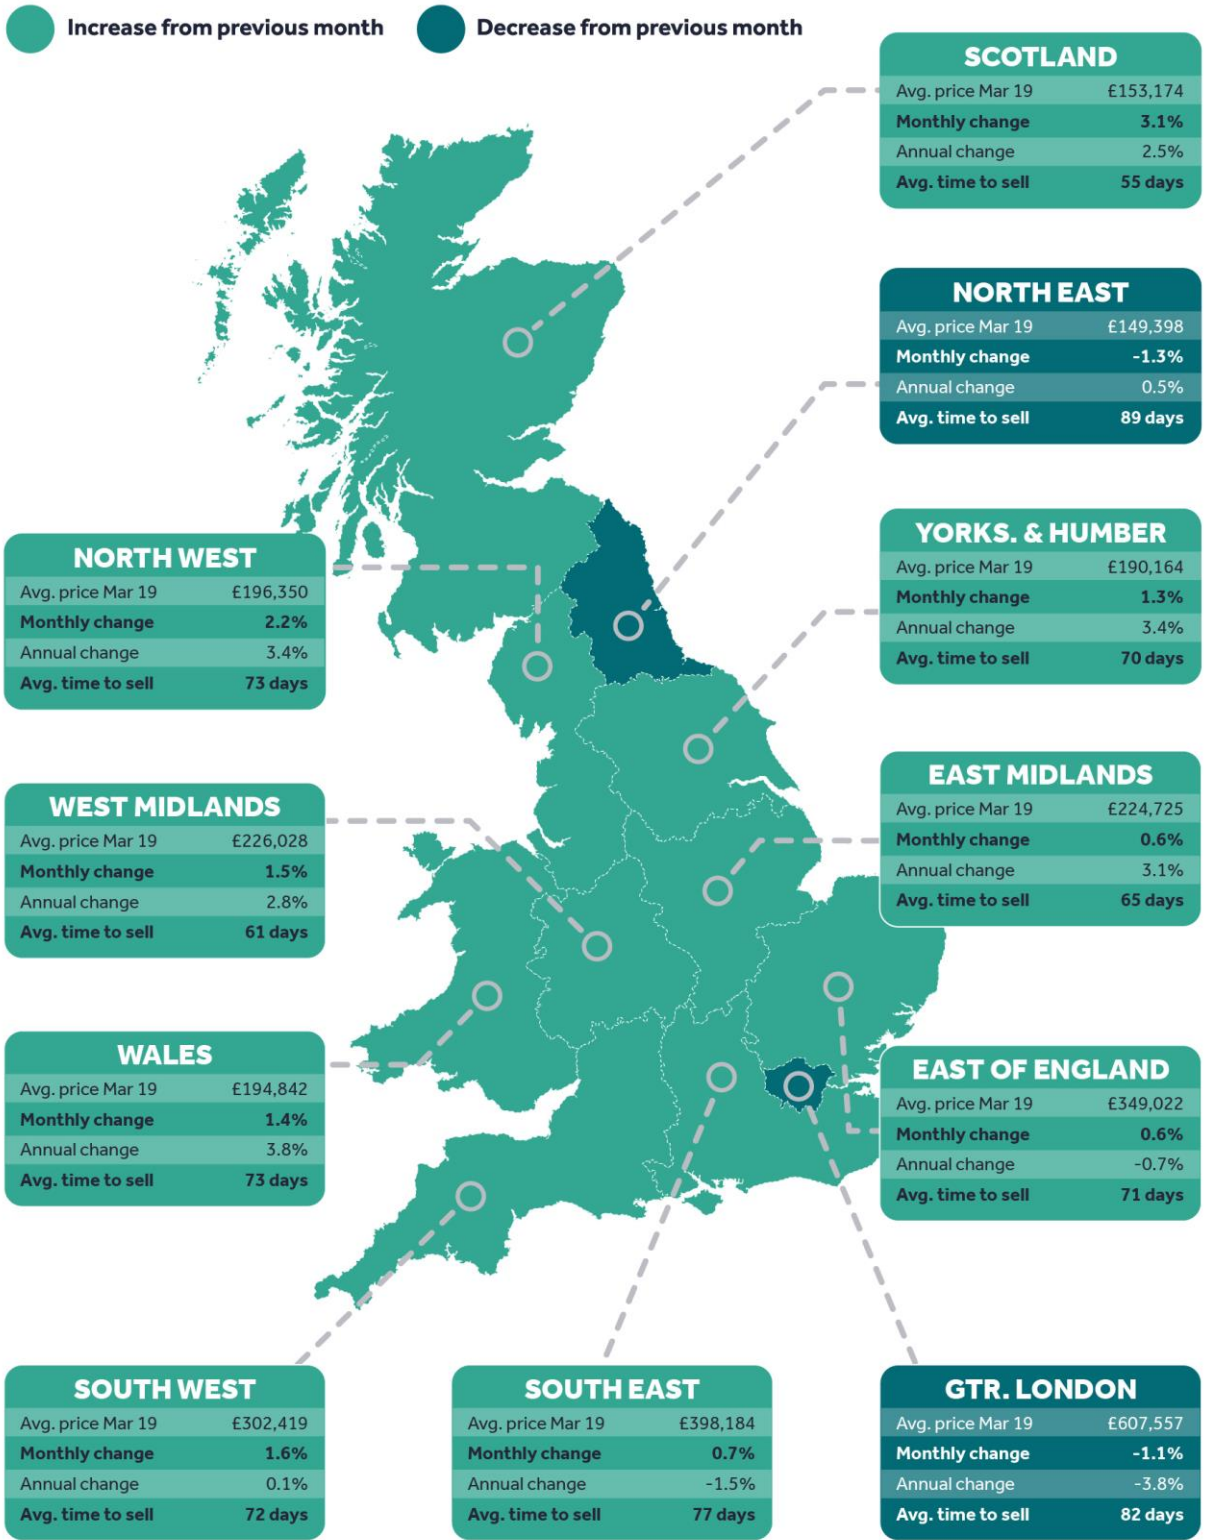 Increase from previous month
Decrease from previous month
SCOTLAND
Avg. price Mar 19 £153,174
Monthly change 3.1%
Annual change 2.5%
Avg. time to sell 55 days
NORTH EAST
Avg. price Mar 19 £149,398
Monthly change -1.3%
Annual change 0.5%
Avg. time to sell 89 days
NORTH WEST
Avg. price Mar 19 £196,350
Monthly change 2.2%
Annual change 3.4%
Avg. time to sell 73 days
YORKS. & HUMBER
Avg. price Mar 19 £190,164
Monthly change 1.3%
Annual change 3.4%
Avg. time to sell 70 days
WEST MIDLANDS
Avg. price Mar 19 £226,028
Monthly change 1.5%
Annual change 2.8%
Avg. time to sell 61 days
EAST MIDLANDS
Avg. price Mar 19 £224,725
Monthly change 0.6%
Annual change 3.1%
Avg. time to sell 65 days
WALES
Avg. price Mar 19 £194,842
Monthly change 1.4%
Annual change 3.8%
Avg. time to sell 73 days
EAST OF ENGLAND
Avg. price Mar 19 £349,022
Monthly change 0.6%
Annual change -0.7%
Avg. time to sell 71 days
SOUTH WEST
Avg. price Mar 19 £302,419
Monthly change 1.6%
Annual change 0.1%
Avg. time to sell 72 days
SOUTH EAST
Avg. price Mar 19 £398,184
Monthly change 0.7%
Annual change -1.5%
Avg. time to sell 77 days
GTR. LONDON
Avg. price Mar 19 £607,557
Monthly change -1.1%
Annual change -3.8%
Avg. time to sell 82 days